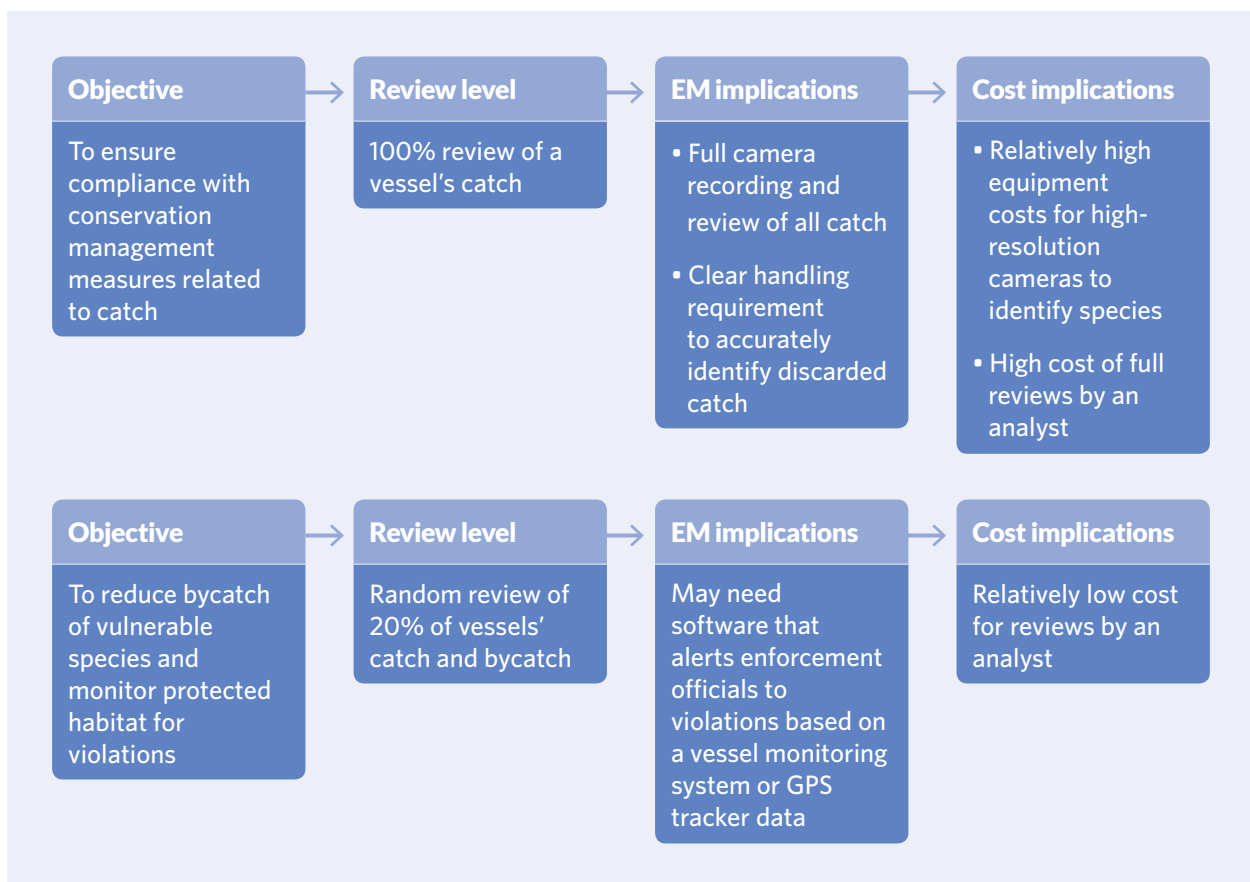 Objective
To ensure
compliance with
conservation
management
measures related
to catch
Review level
100% review of a
vessel’s catch
EM implications
▪ Full camera
recording and
review of all catch
▪ Clear handling
requirement
to accurately
identify discarded
catch
Cost implications
▪ Relatively high
equipment
costs for high-
resolution
cameras to
identify species
▪ High cost of full
reviews by an
analyst
Objective
To reduce bycatch
of vulnerable
species and
monitor protected
habitat for
violations
Review level
Random review of
20% of vessels’
catch and bycatch
EM implications
May need
software that
alerts enforcement
officials to
violations based on
a vessel monitoring
system or GPS
tracker data
Cost implications
Relatively low cost
for reviews by an
analyst